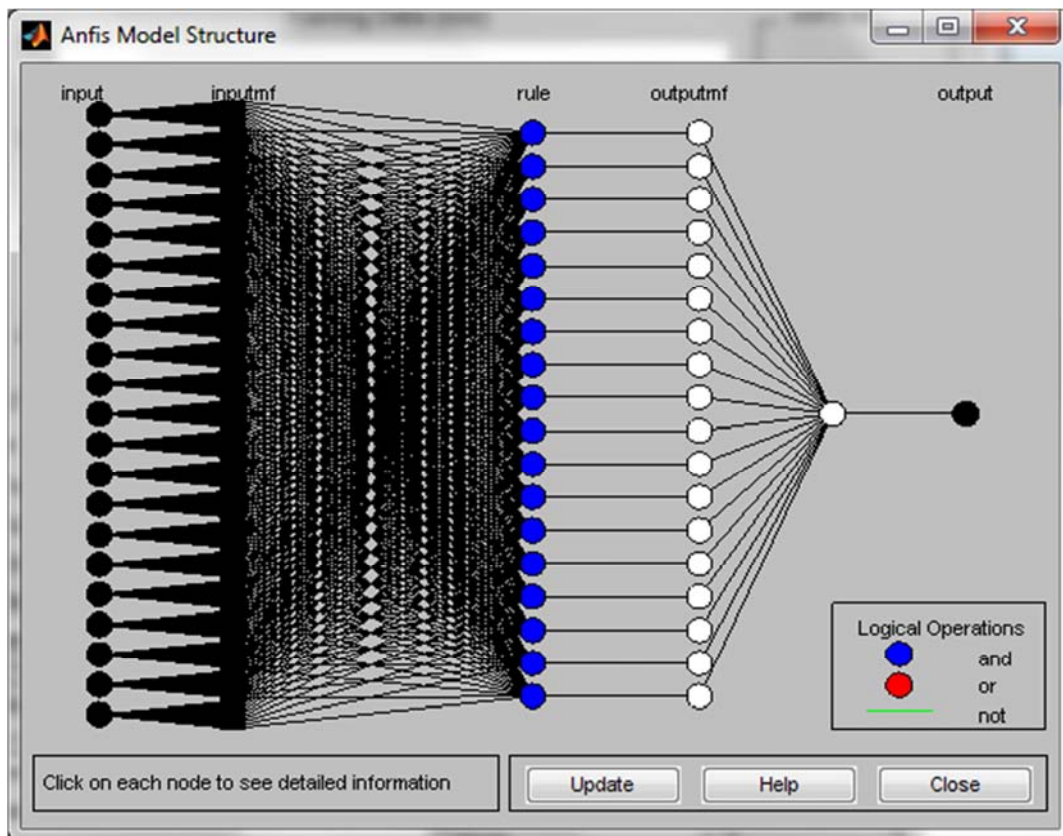 Anfis Model Structure
input inputmf rule outputmf output
Logical Operations
and
or
not
Click on each node to see detailed information
Update Help Close